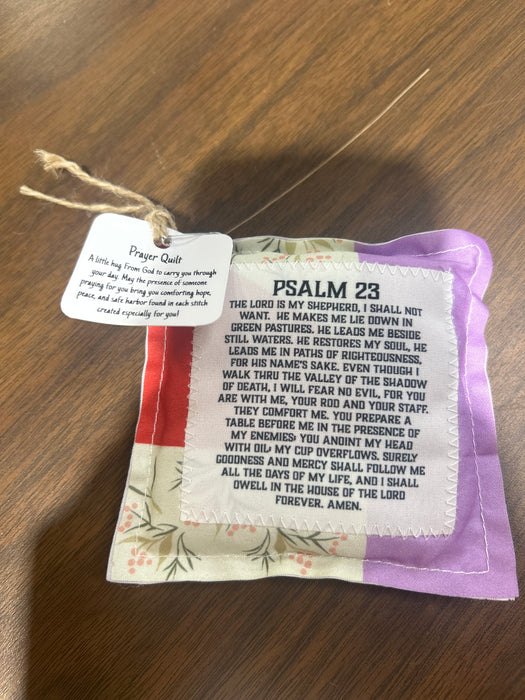 Prayer Quilt
A little hug From God to carry you through
your day. May the presence of someone
praying for you bring you comforting hope,
peace, and safe harbor found in each stitch
created especially for you!
PSALM 23
THE LORD IS MY SHEPHERD, I SHALL NOT
WANT. HE MAKES ME LIE DOWN IN
GREEN PASTURES. HE LEADS ME BESIDE
STILL WATERS. HE RESTORES MY SOUL, HE
LEADS ME IN PATHS OF RIGHTEOUSNESS,
FOR HIS NAME'S SAKE. EVEN THOUGH I
WALK THRU THE VALLEY OF THE SHADOW
OF DEATH, I WILL FEAR NO EVIL, FOR YOU
ARE WITH ME, YOUR ROD AND YOUR STAFF,
THEY COMFORT ME. YOU PREPARE A
TABLE BEFORE ME IN THE PRESENCE OF
MY ENEMIES; YOU ANOINT MY HEAD
WITH OIL; MY CUP OVERFLOWS. SURELY
GOODNESS AND MERCY SHALL FOLLOW ME
ALL THE DAYS OF MY LIFE, AND I SHALL
DWELL IN THE HOUSE OF THE LORD
FOREVER. AMEN.